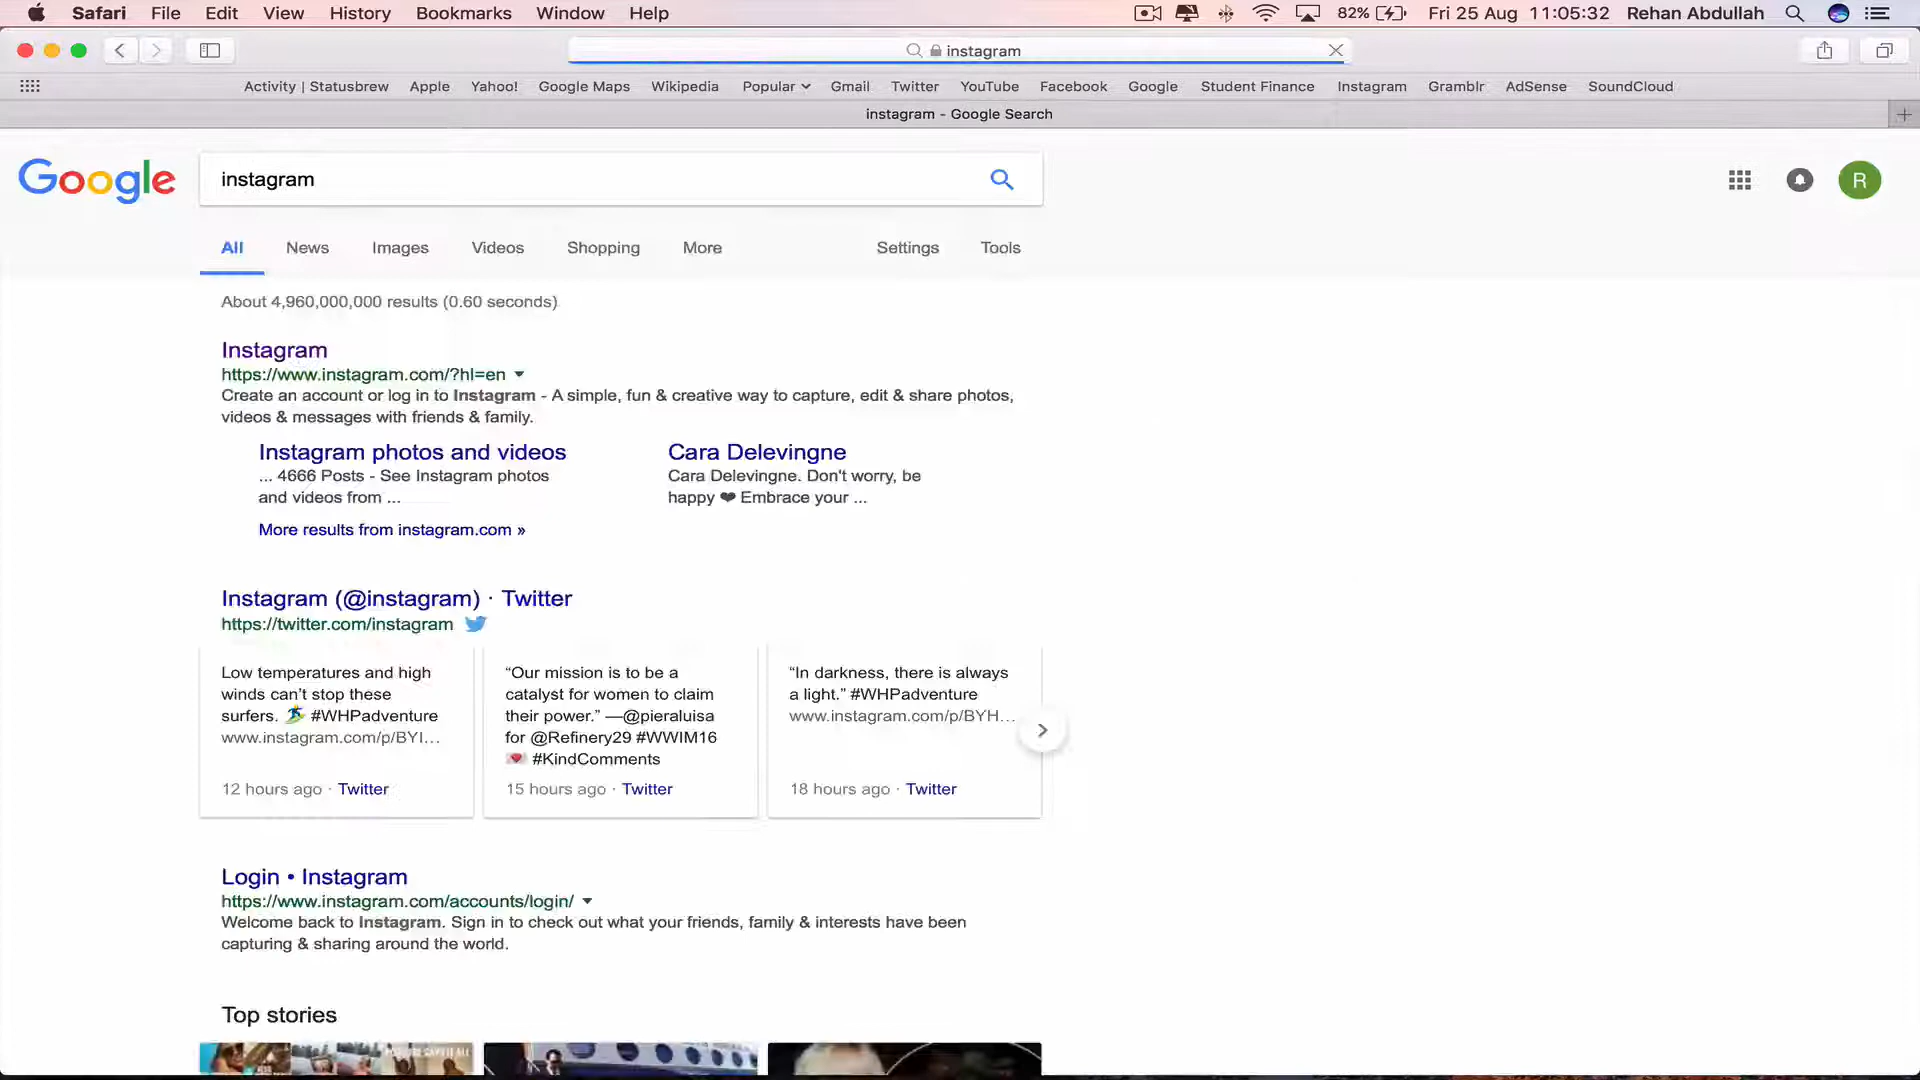 Safari File Edit View History Bookmarks Window Help 82% Fri 25 Aug 11:05:32 Rehan Abdullah
instagram
Activity | Statusbrew Apple Yahoo! Google Maps Wikipedia Popular Gmail Twitter YouTube Facebook Google Student Finance Instagram Gramblr AdSense SoundCloud
instagram - Google Search
Google instagram R
All News Images Videos Shopping More Settings Tools
About 4,960,000,000 results (0.60 seconds)
Instagram
https://www.instagram.com/?hl=en
Create an account or log in to Instagram - A simple, fun & creative way to capture, edit & share photos,
videos & messages with friends & family.
Instagram photos and videos
... 4666 Posts - See Instagram photos
and videos from ...
Cara Delevingne
Cara Delevingne. Don't worry, be
happy ❤ Embrace your ...
More results from instagram.com »
Instagram (@instagram) · Twitter
https://twitter.com/instagram
Low temperatures and high
winds can’t stop these
surfers. 🏄 #WHPadventure
www.instagram.com/p/BYI...
12 hours ago · Twitter
“Our mission is to be a
catalyst for women to claim
their power.” —@pieraluisa
for @Refinery29 #WWIM16
💌 #KindComments
15 hours ago · Twitter
“In darkness, there is always
a light.” #WHPadventure
www.instagram.com/p/BYH...
18 hours ago · Twitter
Login • Instagram
https://www.instagram.com/accounts/login/
Welcome back to Instagram. Sign in to check out what your friends, family & interests have been
capturing & sharing around the world.
Top stories